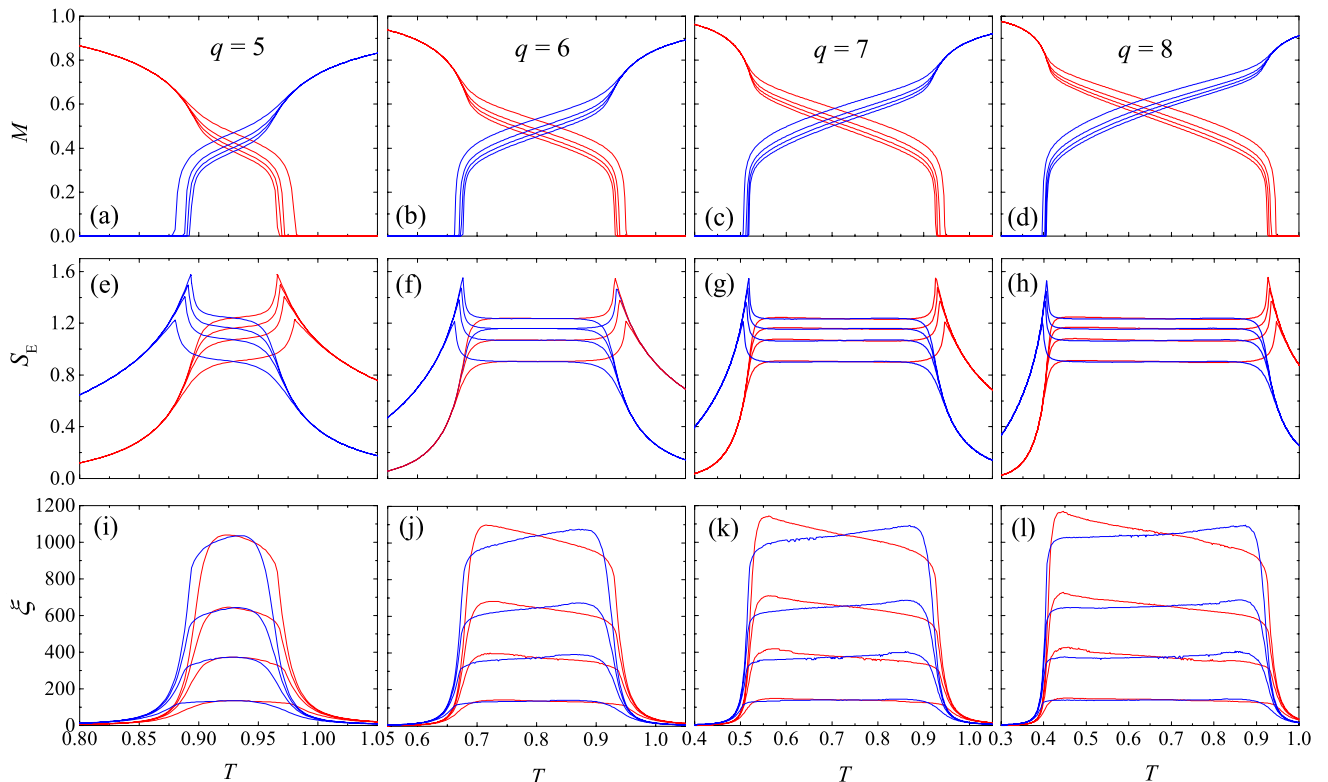 1.0
0.8
0.6
0.4
0.2
0.0
M
q = 5
q = 6
q = 7
q = 8
(a)
(b)
(c)
(d)
1.6
1.2
0.8
0.4
0.0
S_E
(e)
(f)
(g)
(h)
1200
1000
800
600
400
200
0
ξ
(i)
(j)
(k)
(l)
0.80 0.85 0.90 0.95 1.00 1.05
0.6 0.7 0.8 0.9 1.0
0.4 0.5 0.6 0.7 0.8 0.9 1.0
0.3 0.4 0.5 0.6 0.7 0.8 0.9 1.0
T
T
T
T